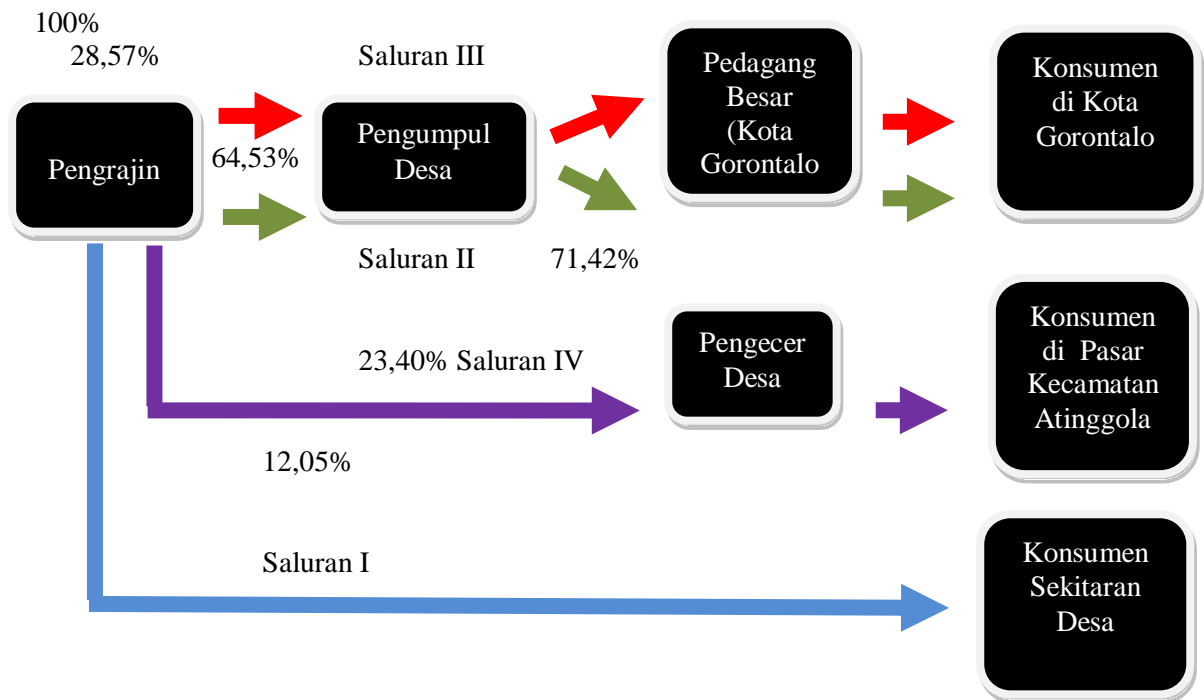 100%
28,57%
Saluran III
Pengrajin
64,53%
Pengumpul
Desa
Pedagang
Besar
(Kota
Gorontalo
Konsumen
di Kota
Gorontalo
Saluran II
71,42%
23,40% Saluran IV
Pengecer
Desa
Konsumen
di Pasar
Kecamatan
Atinggola
12,05%
Saluran I
Konsumen
Sekitaran
Desa